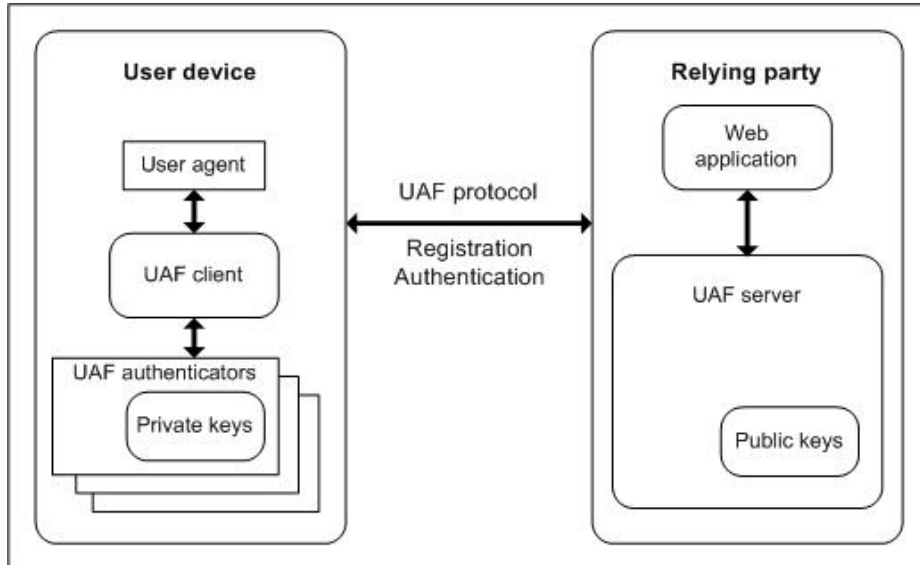 User device
User agent
UAF client
UAF authenticators
Private keys
UAF protocol
Registration
Authentication
Relying party
Web
application
UAF server
Public keys